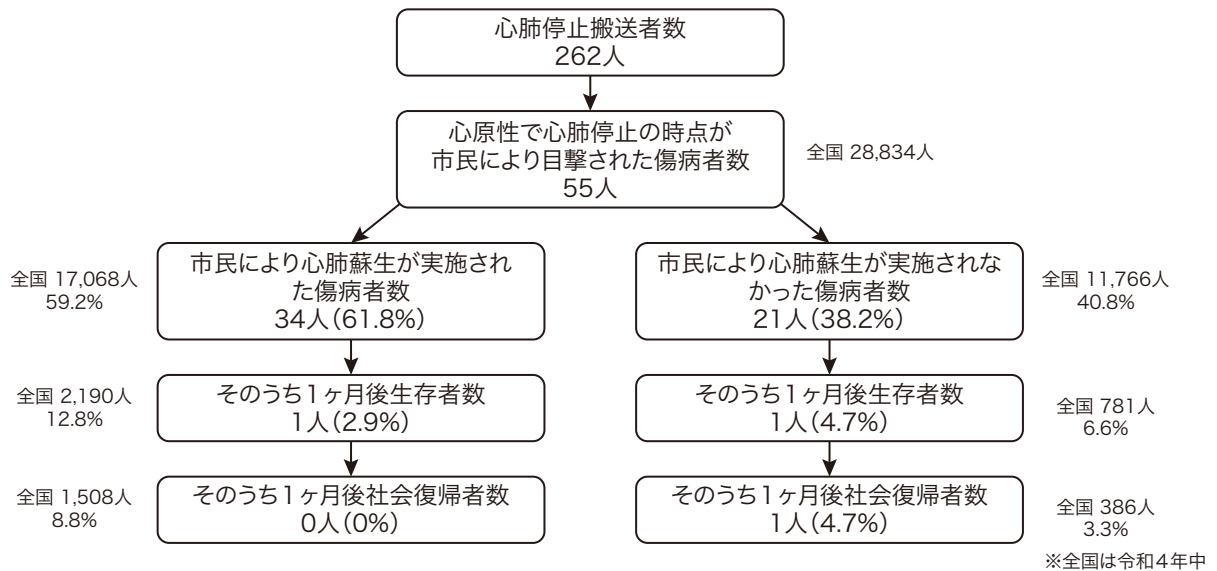 心肺停止搬送者数
262人
心原性で心肺停止の時点が
市民により目撃された傷病者数
55人
全国 28,834人
全国 17,068人
59.2%
市民により心肺蘇生が実施され
た傷病者数
34人(61.8%)
市民により心肺蘇生が実施されな
かった傷病者数
21人(38.2%)
全国 11,766人
40.8%
全国 2,190人
12.8%
そのうち1ヶ月後生存者数
1人(2.9%)
そのうち1ヶ月後生存者数
1人(4.7%)
全国 781人
6.6%
全国 1,508人
8.8%
そのうち1ヶ月後社会復帰者数
0人(0%)
そのうち1ヶ月後社会復帰者数
1人(4.7%)
全国 386人
3.3%
※全国は令和4年中